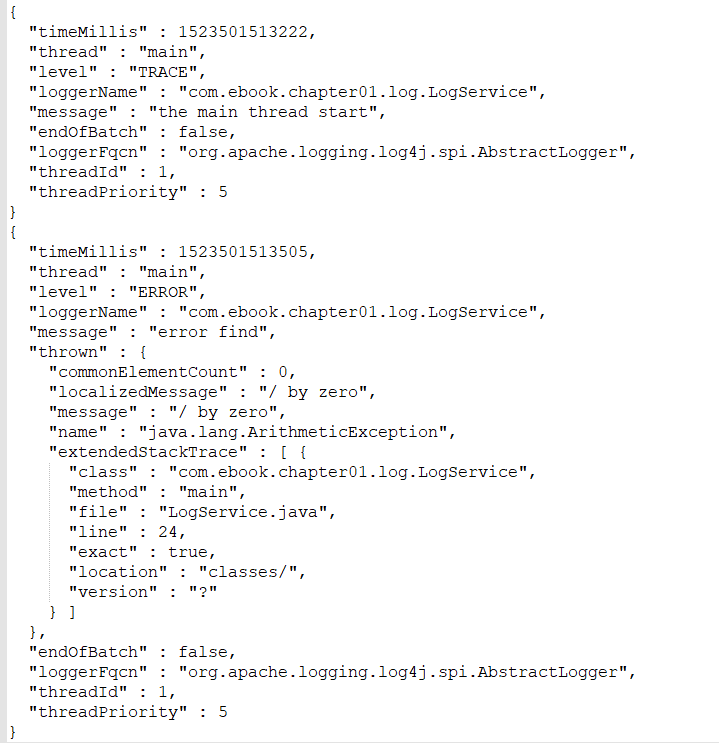 {
  "timeMillis" : 1523501513222,
  "thread" : "main",
  "level" : "TRACE",
  "loggerName" : "com.ebook.chapter01.log.LogService",
  "message" : "the main thread start",
  "endOfBatch" : false,
  "loggerFqcn" : "org.apache.logging.log4j.spi.AbstractLogger",
  "threadId" : 1,
  "threadPriority" : 5
}
{
  "timeMillis" : 1523501513505,
  "thread" : "main",
  "level" : "ERROR",
  "loggerName" : "com.ebook.chapter01.log.LogService",
  "message" : "error find",
  "thrown" : {
    "commonElementCount" : 0,
    "localizedMessage" : "/ by zero",
    "message" : "/ by zero",
    "name" : "java.lang.ArithmeticException",
    "extendedStackTrace" : [ {
      "class" : "com.ebook.chapter01.log.LogService",
      "method" : "main",
      "file" : "LogService.java",
      "line" : 24,
      "exact" : true,
      "location" : "classes/",
      "version" : "?"
    } ]
  },
  "endOfBatch" : false,
  "loggerFqcn" : "org.apache.logging.log4j.spi.AbstractLogger",
  "threadId" : 1,
  "threadPriority" : 5
}